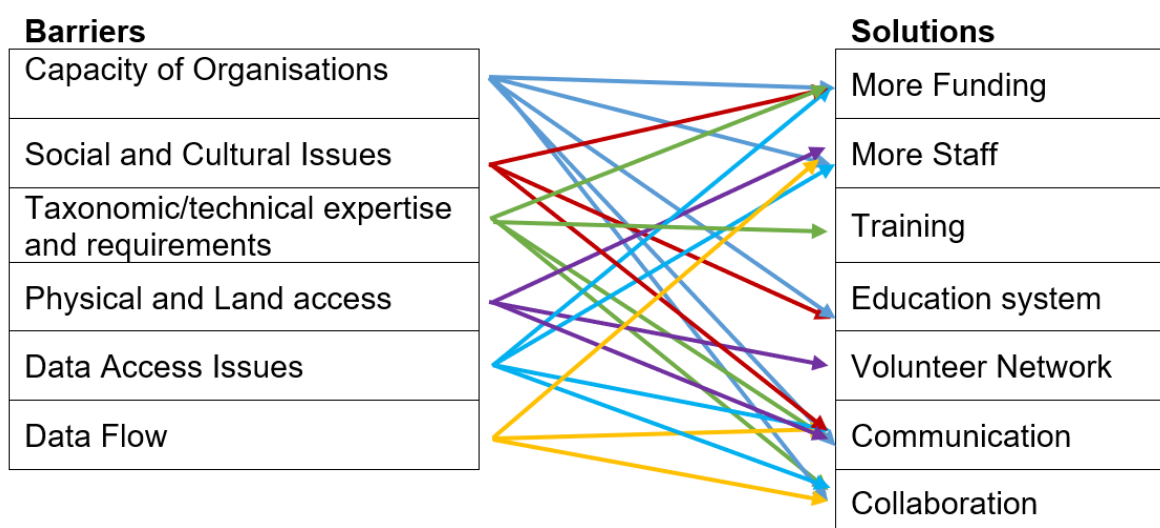 Barriers
Capacity of Organisations
Social and Cultural Issues
Taxonomic/technical expertise
and requirements
Physical and Land access
Data Access Issues
Data Flow
Solutions
More Funding
More Staff
Training
Education system
Volunteer Network
Communication
Collaboration